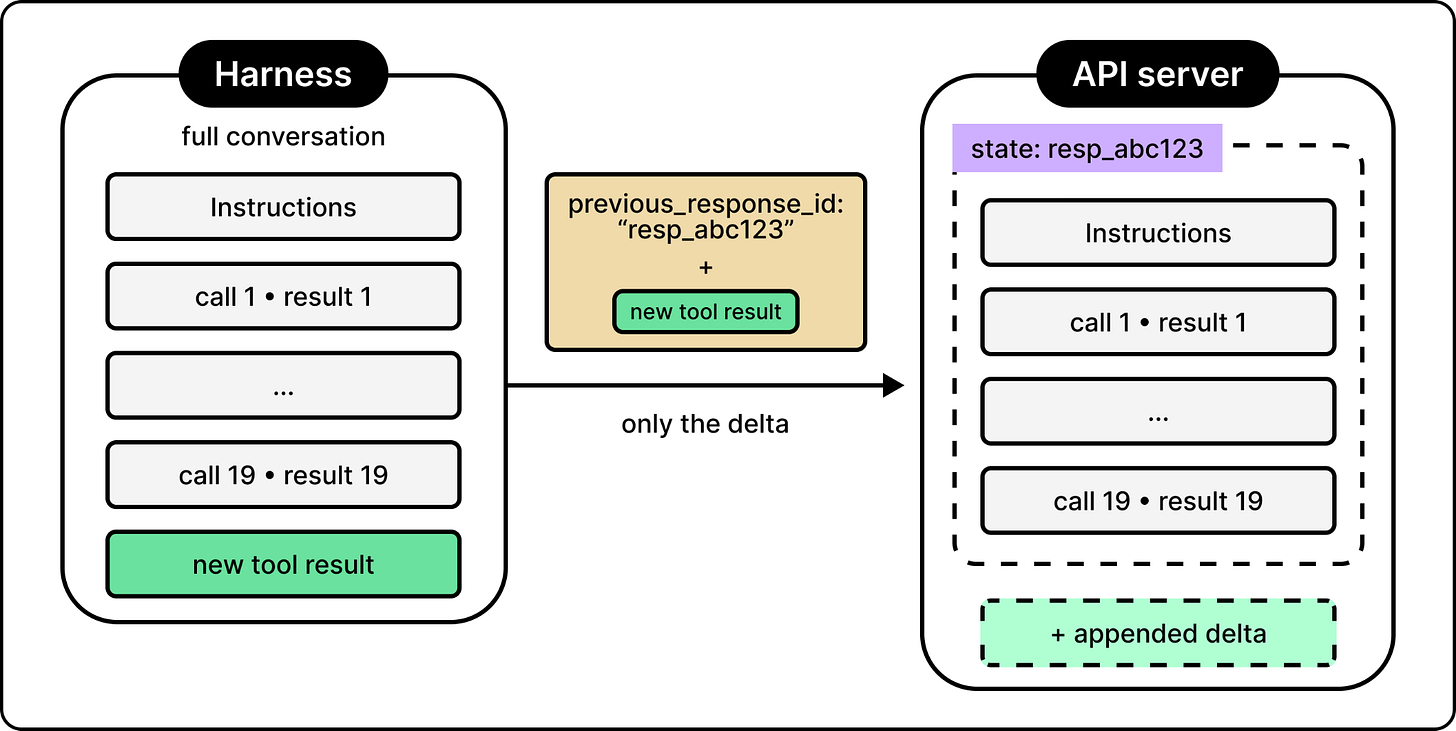 Harness
full conversation
Instructions
call 1 • result 1
...
call 19 • result 19
new tool result
previous_response_id:
“resp_abc123”
+
new tool result
only the delta
API server
state: resp_abc123
Instructions
call 1 • result 1
...
call 19 • result 19
+ appended delta